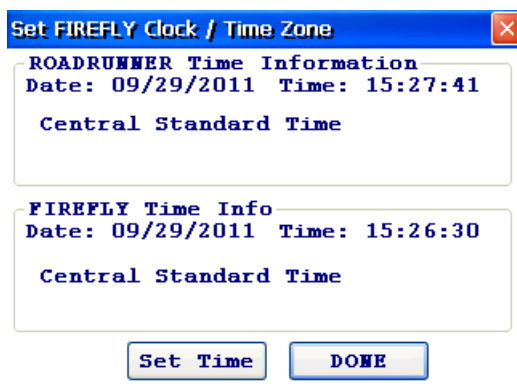 Set FIREFLY Clock / Time Zone
ROADRUNNER Time Information
Date: 09/29/2011 Time: 15:27:41
Central Standard Time
FIREFLY Time Info
Date: 09/29/2011 Time: 15:26:30
Central Standard Time
Set Time DONE